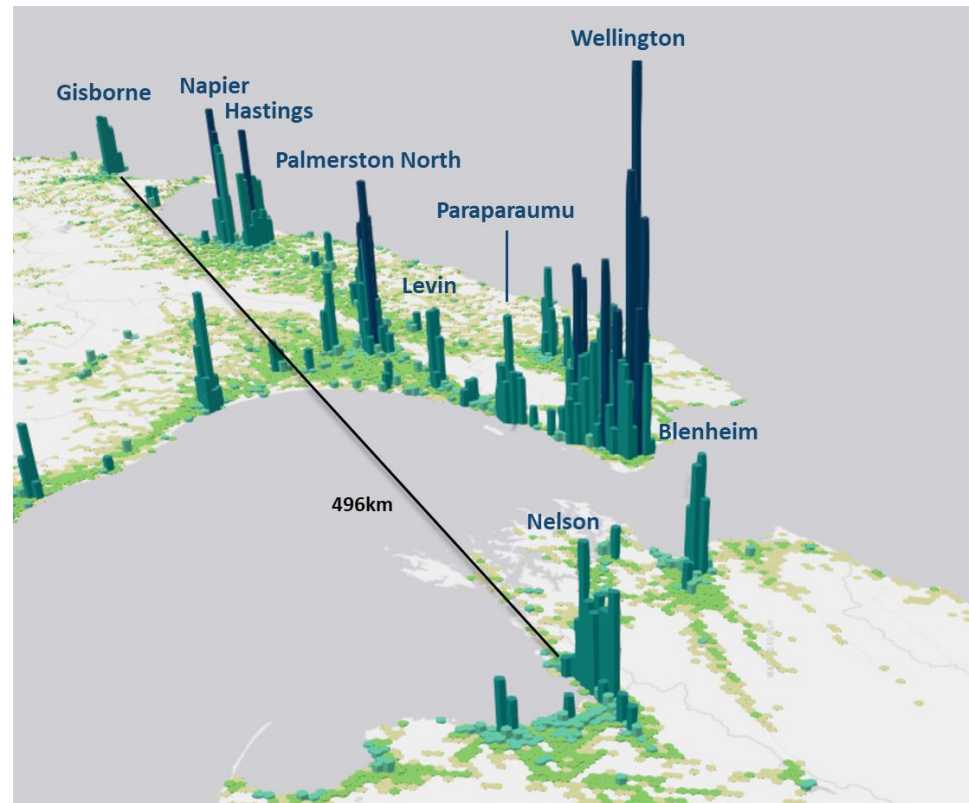 Wellington
Gisborne
Napier
Hastings
Palmerston North
Paraparaumu
Levin
Blenheim
496km
Nelson